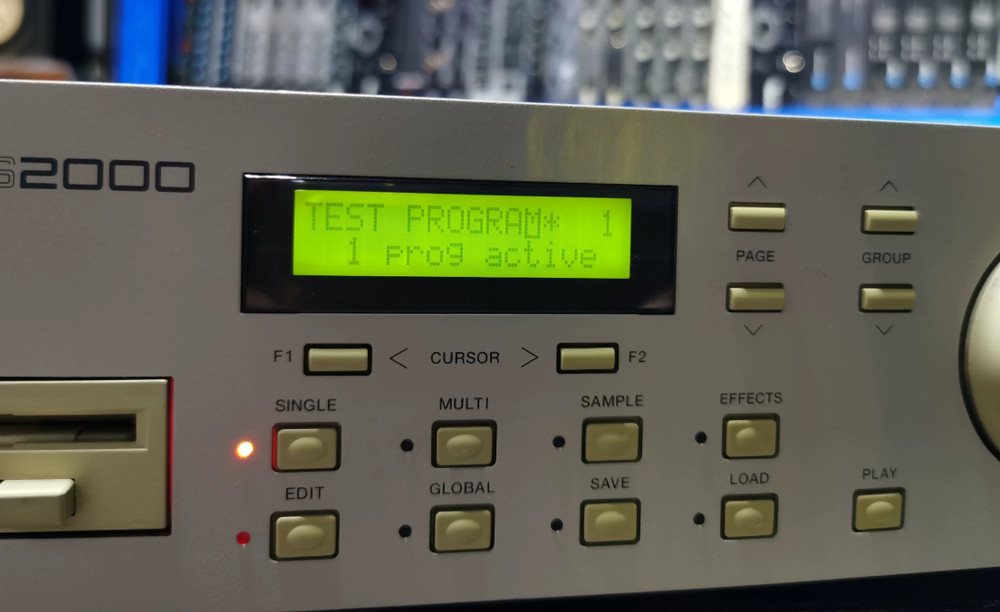 S2000
TEST PROGRAM* 1
1 prog active
PAGE
GROUP
F1 < CURSOR > F2
SINGLE MULTI SAMPLE EFFECTS
EDIT GLOBAL SAVE LOAD PLAY